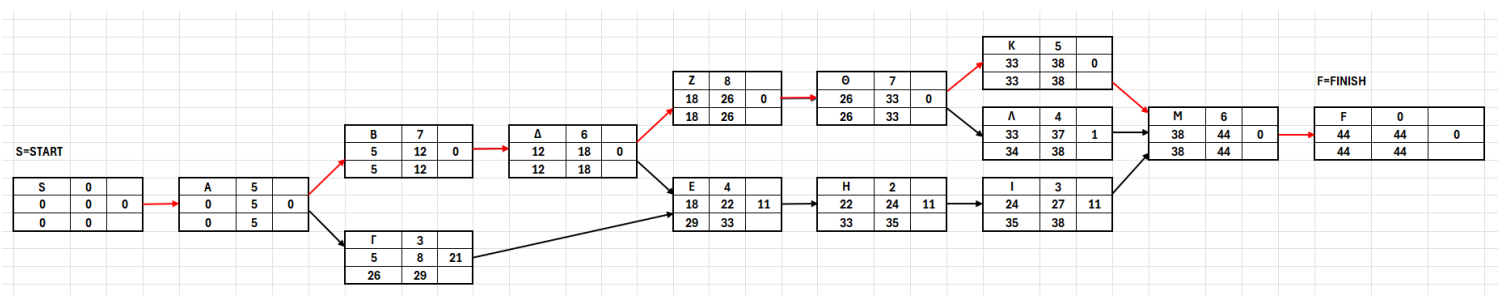 K 5
33 38 0
33 38
Z 8
18 26 0
18 26
Θ 7
26 33 0
26 33
F=FINISH
Λ 4
33 37 1
34 38
M 6
38 44 0
38 44
F 0
44 44 0
44 44
B 7
5 12 0
5 12
Δ 6
12 18 0
12 18
S=START
S 0
0 0 0
0 0
A 5
0 5 0
0 5
E 4
18 22 11
29 33
H 2
22 24 11
33 35
I 3
24 27 11
35 38
Γ 3
5 8 21
26 29